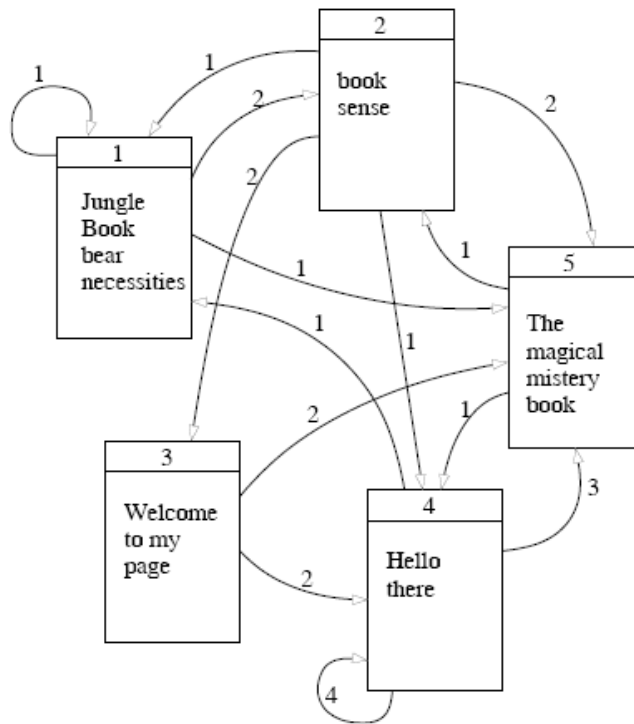 2
book
sense
1
1
2
2
2
1
Jungle
Book
bear
necessities
1
1
1
1
5
The
magical
mistery
book
2
1
3
Welcome
to my
page
2
4
Hello
there
3
4